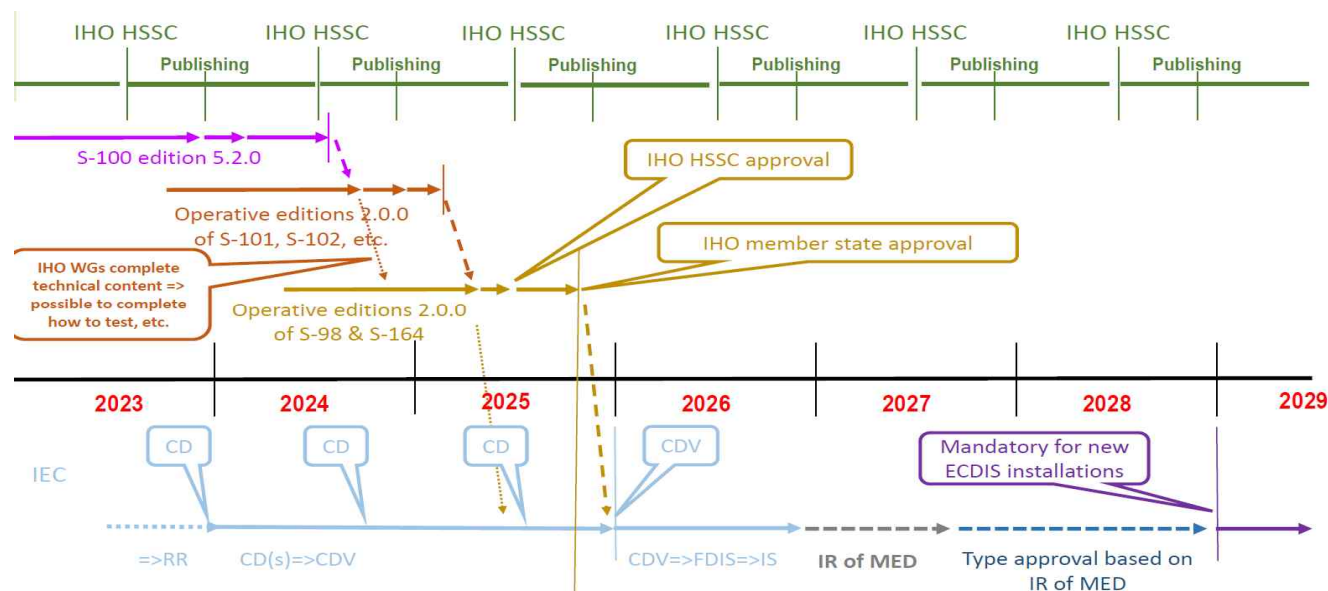 IHO HSSC IHO HSSC IHO HSSC IHO HSSC IHO HSSC IHO HSSC
Publishing Publishing Publishing Publishing Publishing Publishing
S-100 edition 5.2.0
IHO HSSC approval
Operative editions 2.0.0
of S-101, S-102, etc.
IHO member state approval
IHO WGs complete
technical content =>
possible to complete
how to test, etc.
Operative editions 2.0.0
of S-98 & S-164
2023 2024 2025 2026 2027 2028 2029
CD CD CD CDV
Mandatory for new
ECDIS installations
IEC
=>RR CD(s)=>CDV CDV=>FDIS=>IS IR of MED
Type approval based on
IR of MED